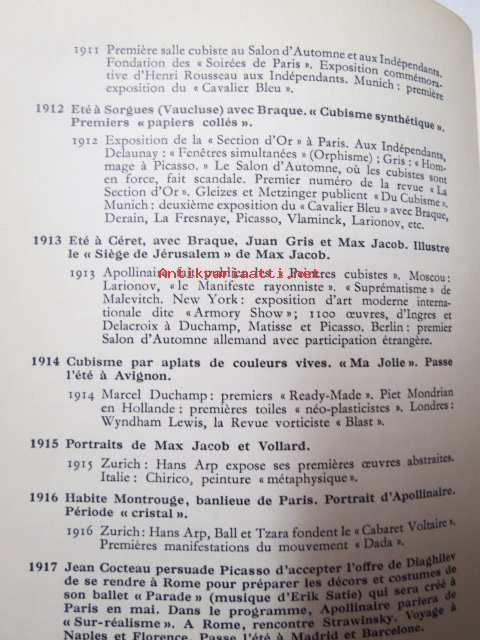 1911 Première salle cubiste au Salon d'Automne et aux Indépendants.
Fondation des « Soirées de Paris ». Exposition commémora-
tive d'Henri Rousseau aux Indépendants. Munich : première
exposition du « Cavalier Bleu ».
1912 Eté à Sorgues (Vaucluse) avec Braque. « Cubisme synthétique ».
Premiers « papiers collés ».
1912 Exposition de la « Section d'Or » à Paris. Aux Indépendants,
Delaunay : « Fenêtres simultanées » (Orphisme) ; Gris : « Hom-
mage à Picasso. » Le Salon d'Automne, où les cubistes sont
en force, fait scandale. Premier numéro de la revue « La
Section d'Or ». Gleizes et Metzinger publient « Du Cubisme ».
Munich : deuxième exposition du « Cavalier Bleu » avec Braque,
Derain, La Fresnaye, Picasso, Vlaminck, Larionov, etc.
1913 Eté à Céret, avec Braque, Juan Gris et Max Jacob. Illustre
le « Siège de Jérusalem » de Max Jacob.
1913 Apollinaire publie « Les Peintres cubistes ». Moscou :
Antikvariaatti.net
Larionov, « le Manifeste rayonniste ». « Suprématisme » de
Malevitch. New York : exposition d'art moderne interna-
tionale dite « Armory Show » ; 1100 œuvres, d'Ingres et
Delacroix à Duchamp, Matisse et Picasso. Berlin : premier
Salon d'Automne allemand avec participation étrangère.
1914 Cubisme par aplats de couleurs vives. « Ma Jolie ». Passe
l'été à Avignon.
1914 Marcel Duchamp : premiers « Ready-Made ». Piet Mondrian
en Hollande : premières toiles « néo-plasticistes ». Londres :
Wyndham Lewis, la Revue vorticiste « Blast ».
1915 Portraits de Max Jacob et Vollard.
1915 Zurich : Hans Arp expose ses premières œuvres abstraites.
Italie : Chirico, peinture « métaphysique ».
1916 Habite Montrouge, banlieue de Paris. Portrait d'Apollinaire.
Période « cristal ».
1916 Zurich : Hans Arp, Ball et Tzara fondent le « Cabaret Voltaire ».
Premières manifestations du mouvement « Dada ».
1917 Jean Cocteau persuade Picasso d'accepter l'offre de Diaghilev
de se rendre à Rome pour préparer les décors et costumes de
son ballet « Parade » (musique d'Erik Satie) qui sera créé
à Paris en mai. Dans le programme, Apollinaire parlera de
« Sur-réalisme ». A Rome, rencontre Strawinsky. Voyage à
Naples et Florence. Passe l'été à Madrid et Barcelone.